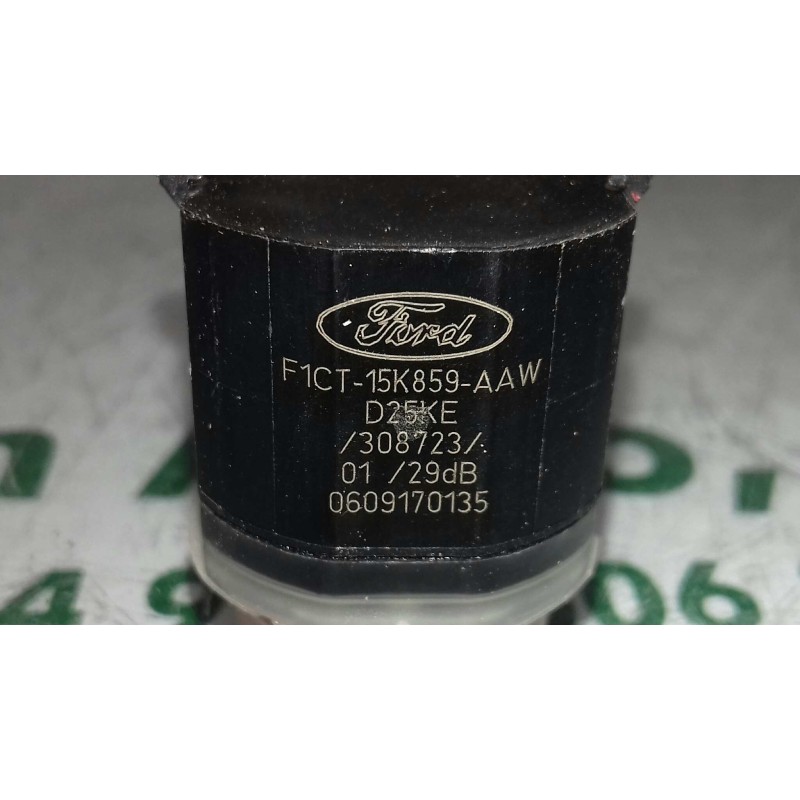 Ford
F1CT-15K859-AAW
D25KE
/308723/
01 /29dB
0609170135